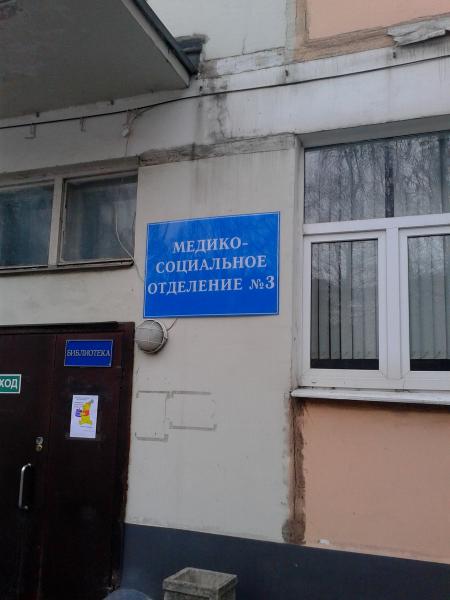 МЕДИКО-
СОЦИАЛЬНОЕ
ОТДЕЛЕНИЕ №3
БИБЛИОТЕКА
ХОД